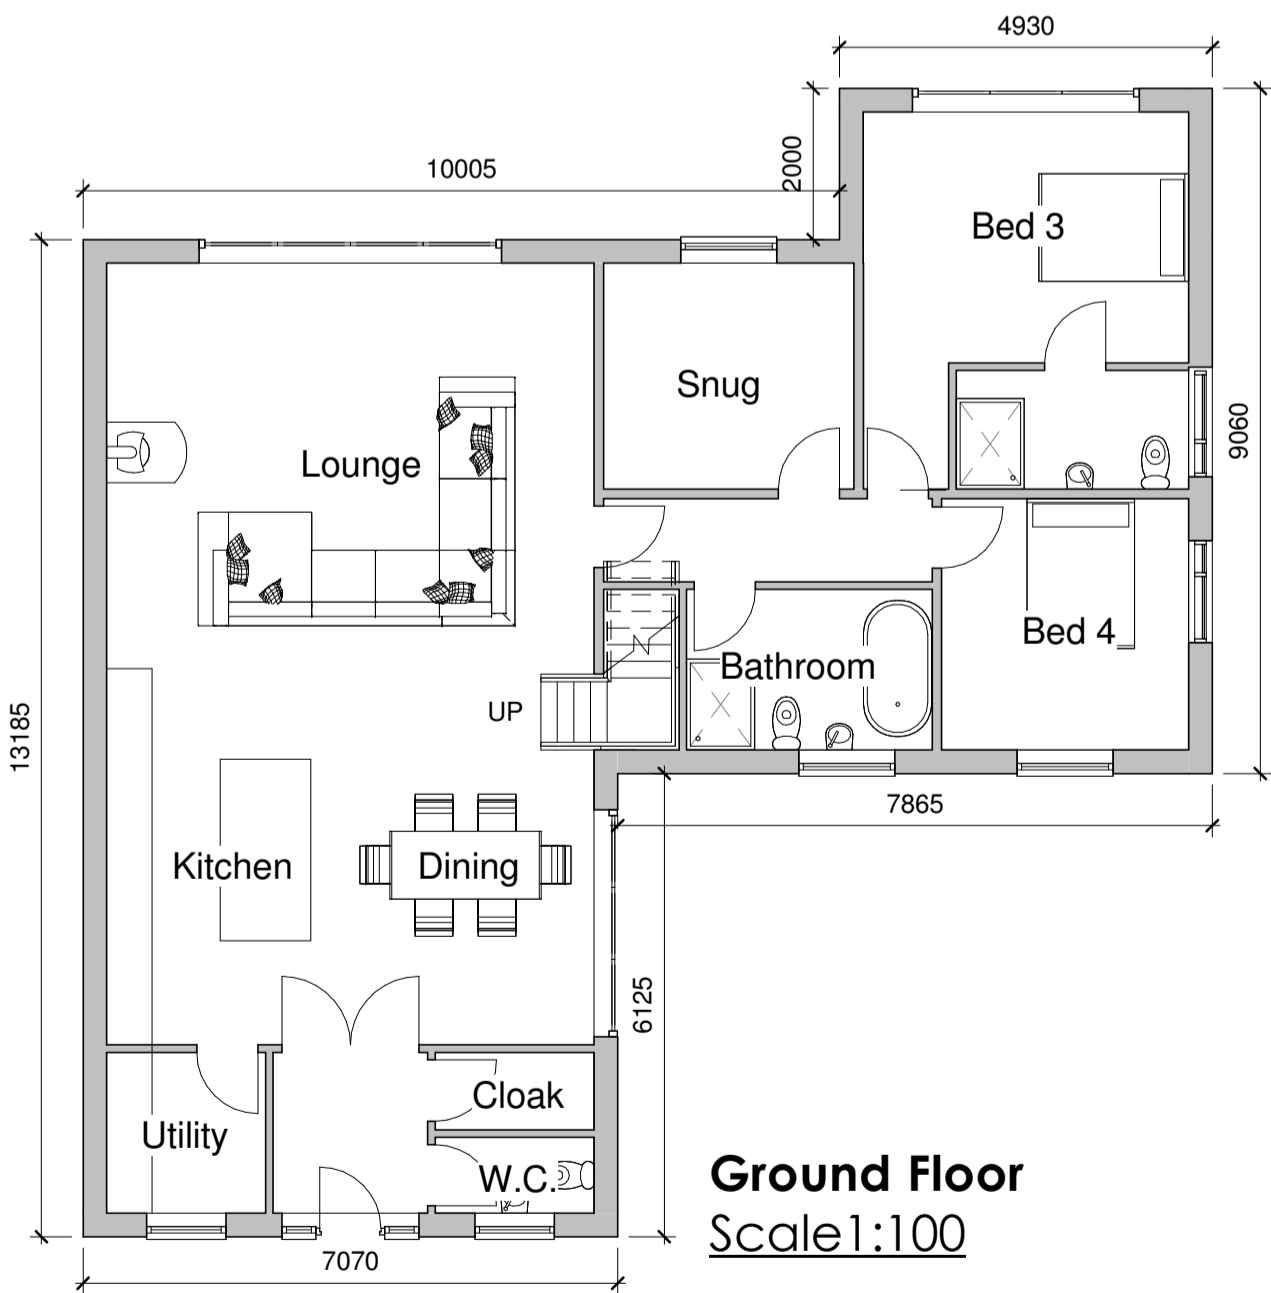 4930
10005
2000
Bed 3
Snug
9060
Lounge
Bed 4
Bathroom
UP
13185
7865
Kitchen
Dining
6125
Cloak
Utility
W.C.
Ground Floor
Scale1:100
7070